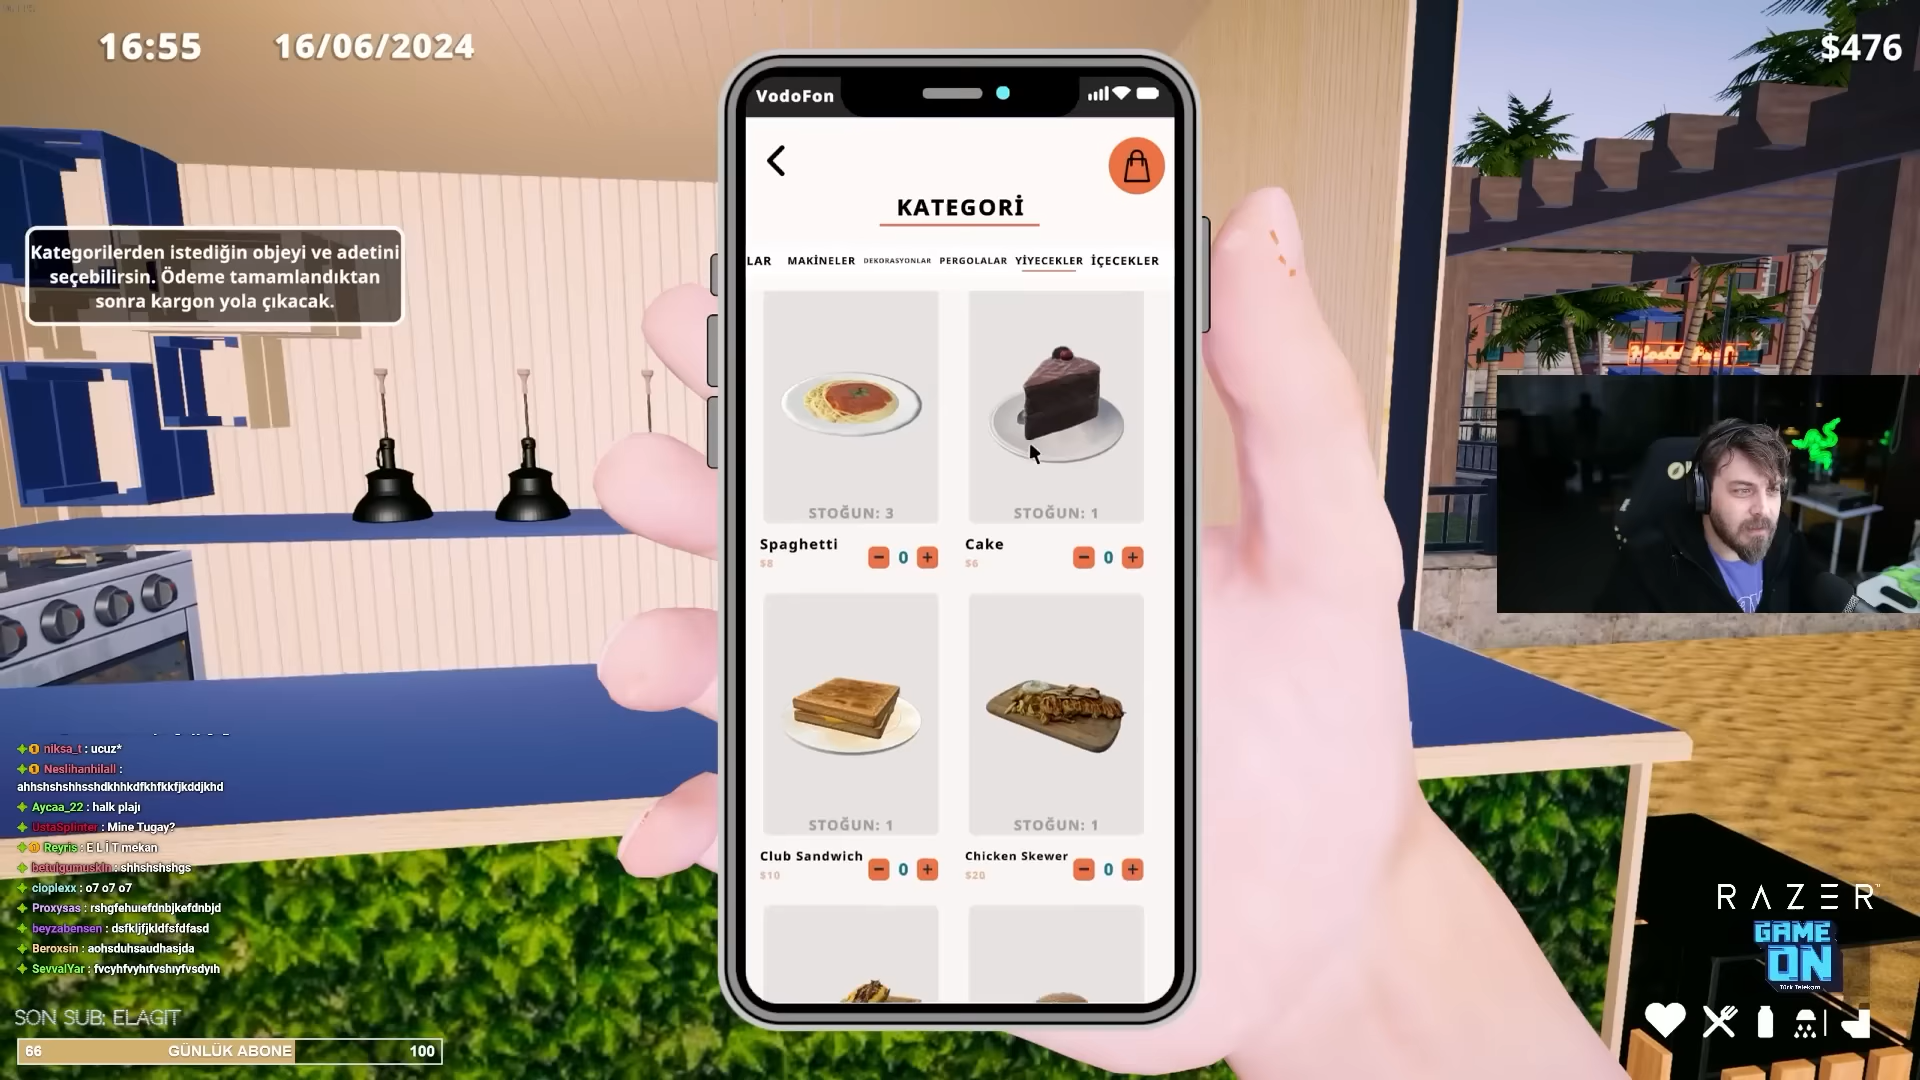 16:55
16/06/2024
$476
VodoFon
KATEGORİ
LAR MAKİNELER DEKORASYONLAR PERGOLALAR YİYECEKLER İÇECEKLER
Kategorilerden istediğin objeyi ve adetini
seçebilirsin. Ödeme tamamlandıktan
sonra kargon yola çıkacak.
STOĞUN: 3
STOĞUN: 1
Spaghetti
$8
- 0 +
Cake
$6
- 0 +
STOĞUN: 1
STOĞUN: 1
Club Sandwich
$10
- 0 +
Chicken Skewer
$20
- 0 +
niksa_t : ucuz*
Neslihanhilall :
ahhshshshhsshdkhhkdfkhfkkfjkddjkhd
Aycaa_22 : halk plajı
UstaSplinter : Mine Tugay?
Reyris : E L İ T mekan
betulgumuskin : shhshshshgs
cioplexx : o7 o7 o7
Proxysas : rshgfehuıefdnbjkefdnbjd
beyzabensen : dsfkljfjkldfsfdfasd
Beroxsin : aohsduhsaudhasjda
SevvalYar : fvcyhfvyhıfvshıyfvsdyıh
SON SUB: ELAGIT
66 GÜNLÜK ABONE 100
RAZER
GAME
ON
Türk Telekom